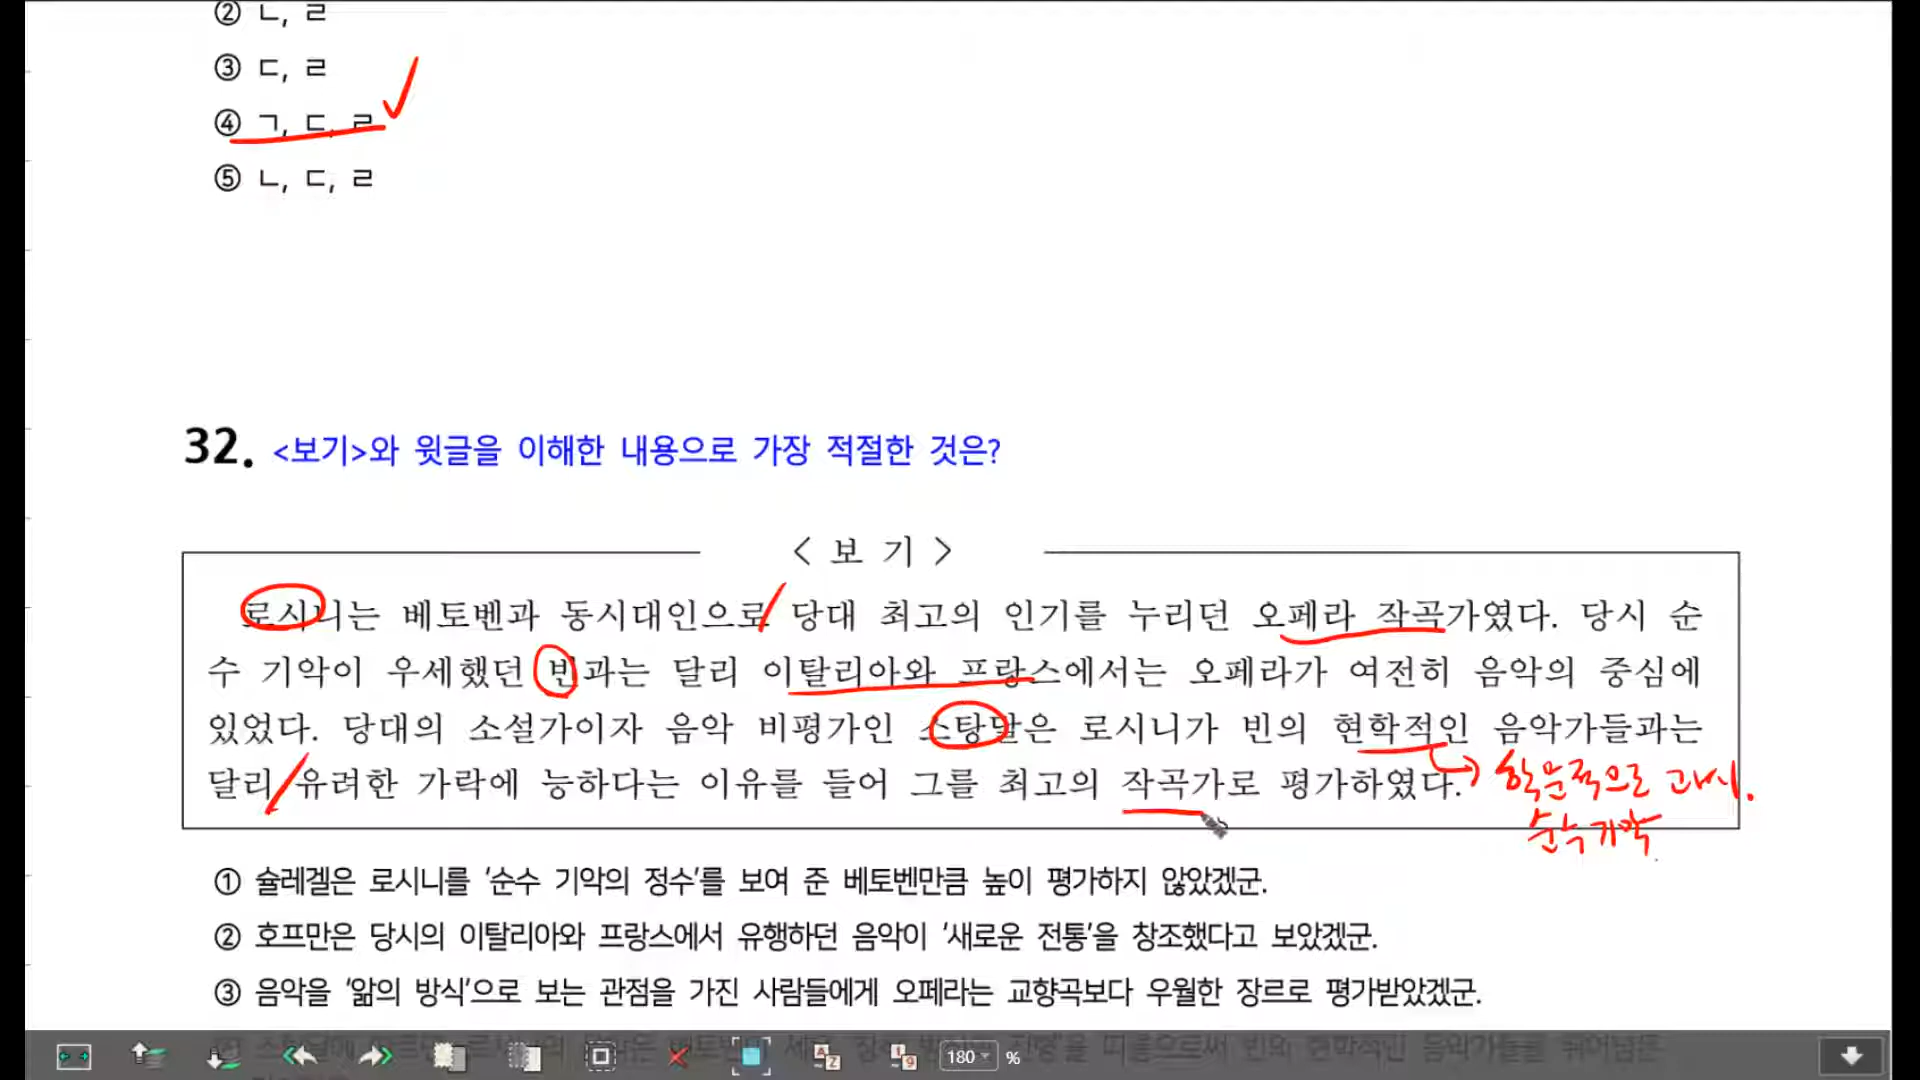 ② ㄴ, ㄹ
③ ㄷ, ㄹ
④ ㄱ, ㄷ, ㄹ
⑤ ㄴ, ㄷ, ㄹ
32. <보기>와 윗글을 이해한 내용으로 가장 적절한 것은?
< 보 기 >
로시니는 베토벤과 동시대인으로 당대 최고의 인기를 누리던 오페라 작곡가였다. 당시 순
수 기악이 우세했던 빈과는 달리 이탈리아와 프랑스에서는 오페라가 여전히 음악의 중심에
있었다. 당대의 소설가이자 음악 비평가인 스탕달은 로시니가 빈의 현학적인 음악가들과는
달리 유려한 가락에 능하다는 이유를 들어 그를 최고의 작곡가로 평가하였다.
학문적으로 과시.
순수 기악
① 슐레겔은 로시니를 '순수 기악의 정수'를 보여 준 베토벤만큼 높이 평가하지 않았겠군.
② 호프만은 당시의 이탈리아와 프랑스에서 유행하던 음악이 '새로운 전통'을 창조했다고 보았겠군.
③ 음악을 '앎의 방식'으로 보는 관점을 가진 사람들에게 오페라는 교향곡보다 우월한 장르로 평가받았겠군.
180 %